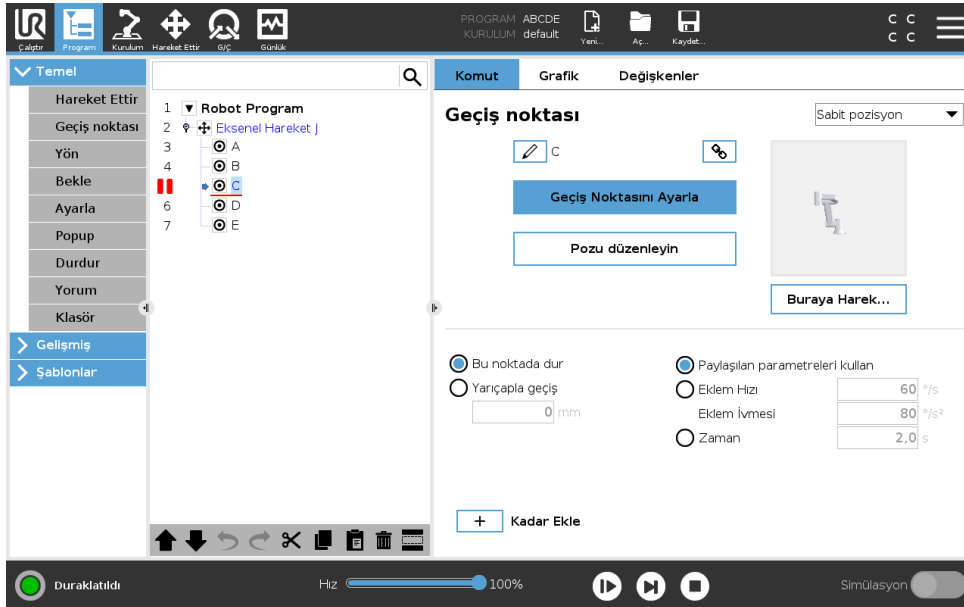 UR
PROGRAM ABCDE
KURULUM default
C C
C C
Çalıştır
Program
Kurulum
Hareket Ettir
G/Ç
Günlük
Yeni...
Aç...
Kaydet...
Temel
Hareket Ettir
Geçiş noktası
Yön
Bekle
Ayarla
Popup
Durdur
Yorum
Klasör
Gelişmiş
Şablonlar
1 Robot Program
2 Eksenel Hareket J
3 A
4 B
C
6 D
7 E
Komut Grafik Değişkenler
Geçiş noktası
Sabit pozisyon
C
Geçiş Noktasını Ayarla
Pozu düzenleyin
Buraya Harek...
Bu noktada dur
Yarıçapla geçiş
0 mm
Paylaşılan parametreleri kullan
Eklem Hızı 60 °/s
Eklem İvmesi 80 °/s²
Zaman 2,0 s
+ Kadar Ekle
Duraklatıldı
Hız 100%
Simülasyon